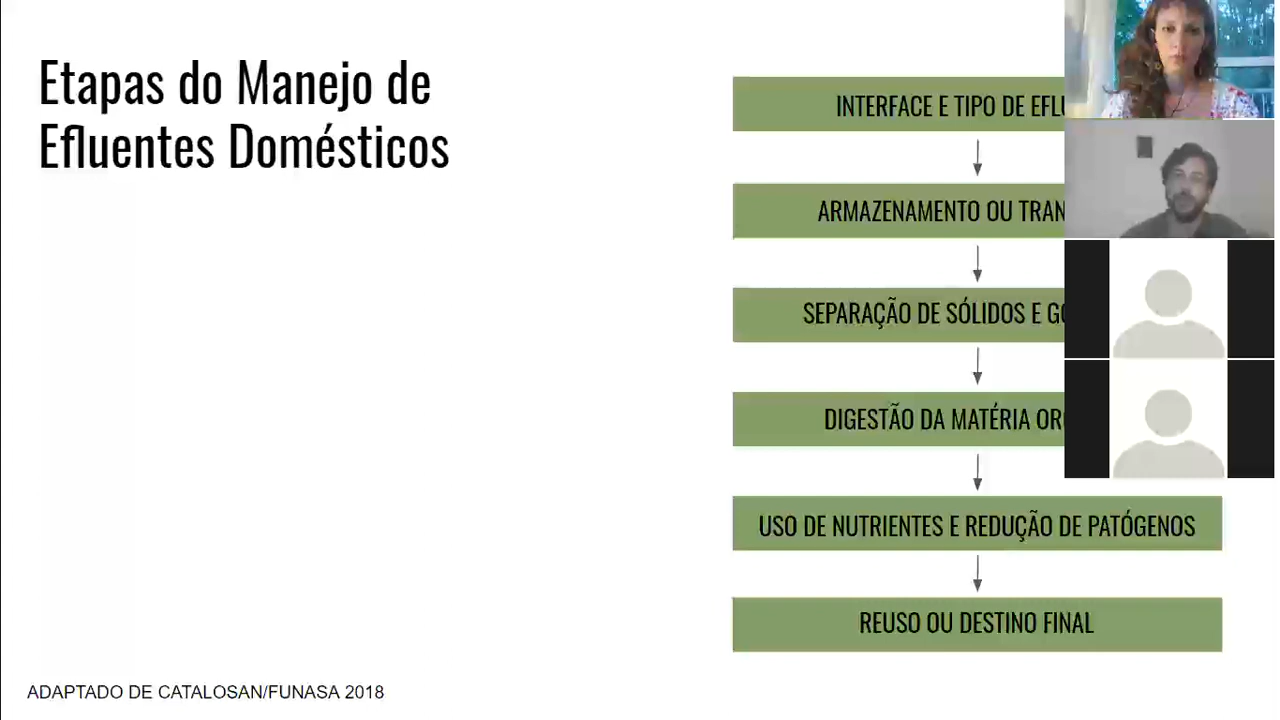 Etapas do Manejo de
Efluentes Domésticos
INTERFACE E TIPO DE
ARMAZENAMENTO OU
SEPARAÇÃO DE SÓLIDOS E
DIGESTÃO DA MATÉRIA
USO DE NUTRIENTES E REDUÇÃO DE PATÓGENOS
REUSO OU DESTINO FINAL
ADAPTADO DE CATALOSAN/FUNASA 2018